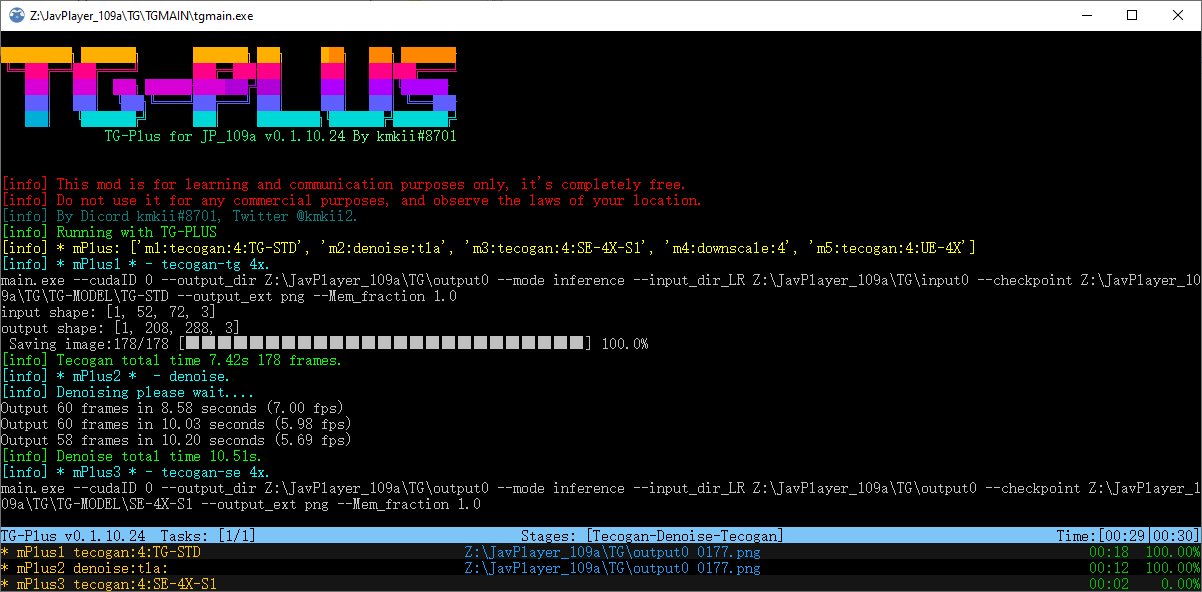 Z:\JavPlayer_109a\TG\TGMAIN\tgmain.exe
TG-PLUS
TG-Plus for JP_109a v0.1.10.24 By kmkii#8701
[info] This mod is for learning and communication purposes only, it's completely free.
[info] Do not use it for any commercial purposes, and observe the laws of your location.
[info] By Dicord kmkii#8701, Twitter @kmkii2.
[info] Running with TG-PLUS
[info] * mPlus: ['m1:tecogan:4:TG-STD', 'm2:denoise:t1a', 'm3:tecogan:4:SE-4X-S1', 'm4:downscale:4', 'm5:tecogan:4:UE-4X']
[info] * mPlus1 * - tecogan-tg 4x.
main.exe --cudaID 0 --output_dir Z:\JavPlayer_109a\TG\output0 --mode inference --input_dir_LR Z:\JavPlayer_109a\TG\input0 --checkpoint Z:\JavPlayer_10
9a\TG\TG-MODEL\TG-STD --output_ext png --Mem_fraction 1.0
input shape: [1, 52, 72, 3]
output shape: [1, 208, 288, 3]
Saving image:178/178 [                         ] 100.0%
[info] Tecogan total time 7.42s 178 frames.
[info] * mPlus2 *  - denoise.
[info] Denoising please wait....
Output 60 frames in 8.58 seconds (7.00 fps)
Output 60 frames in 10.03 seconds (5.98 fps)
Output 58 frames in 10.20 seconds (5.69 fps)
[info] Denoise total time 10.51s.
[info] * mPlus3 * - tecogan-se 4x.
main.exe --cudaID 0 --output_dir Z:\JavPlayer_109a\TG\output0 --mode inference --input_dir_LR Z:\JavPlayer_109a\TG\output0 --checkpoint Z:\JavPlayer_1
09a\TG\TG-MODEL\SE-4X-S1 --output_ext png --Mem_fraction 1.0
TG-Plus v0.1.10.24 Tasks: [1/1] Stages: [Tecogan-Denoise-Tecogan] Time:[00:29|00:30]
* mPlus1 tecogan:4:TG-STD Z:\JavPlayer_109a\TG\output0 0177.png 00:18 100.00%
* mPlus2 denoise:t1a: Z:\JavPlayer_109a\TG\output0 0177.png 00:12 100.00%
* mPlus3 tecogan:4:SE-4X-S1 00:02 0.00%